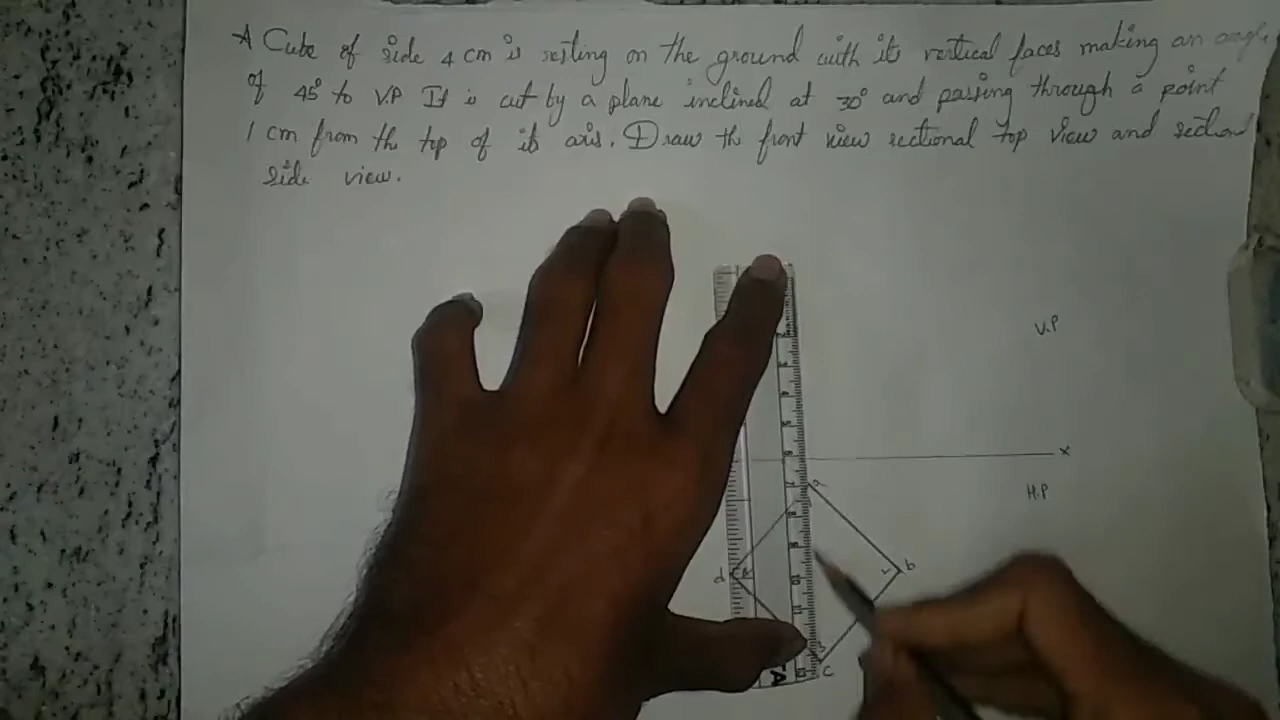 A Cube of side 4 cm is resting on the ground with its vertical faces making an angle
of 45° to V.P It is cut by a plane inclined at 30° and passing through a point
1 cm from the top of its axis. Draw the front view sectional top view and section
side view.
V.P
x
H.P
a
d
b
c